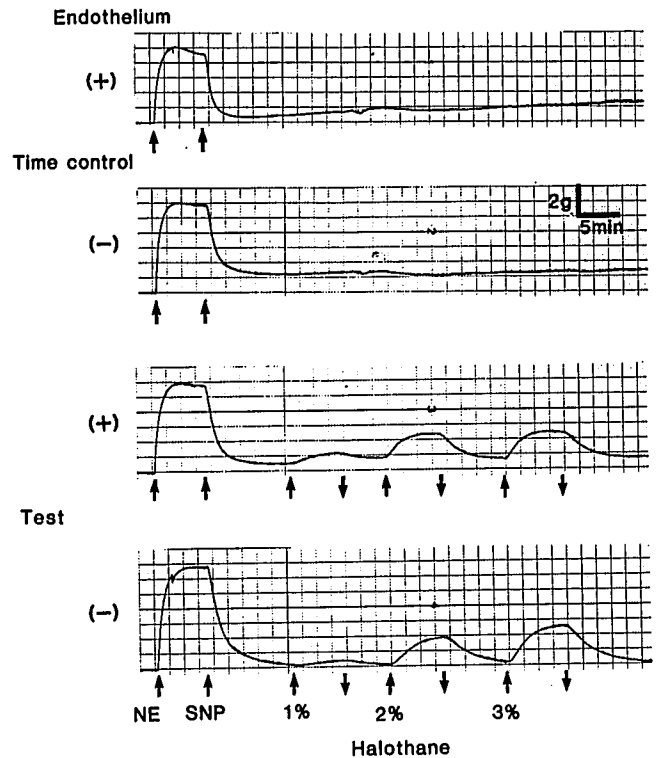 Endothelium
(+)
Time control
2g
5min
(−)
(+)
Test
(−)
NE SNP 1% 2% 3%
Halothane